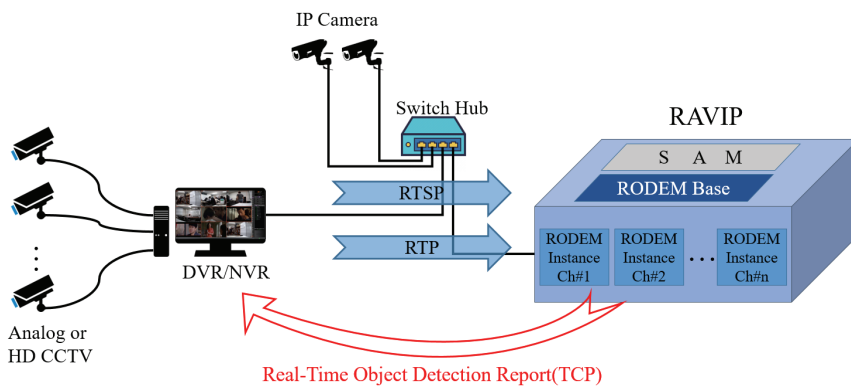 IP Camera
Switch Hub
RAVIP
S A M
RODEM Base
RTSP
RTP
RODEM
Instance
Ch#1
RODEM
Instance
Ch#2
...
RODEM
Instance
Ch#n
DVR/NVR
Analog or
HD CCTV
Real-Time Object Detection Report(TCP)